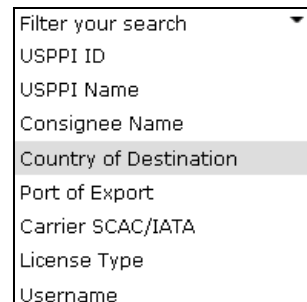 Filter your search
USPPI ID
USPPI Name
Consignee Name
Country of Destination
Port of Export
Carrier SCAC/IATA
License Type
Username